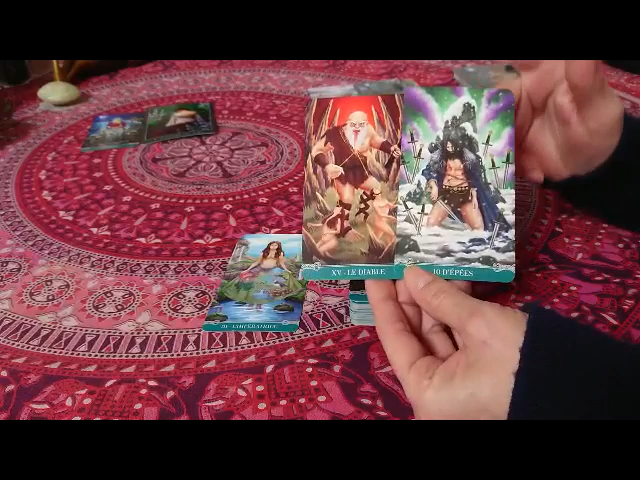 XV - LE DIABLE
10 D'ÉPÉES
III - L'IMPÉRATRICE